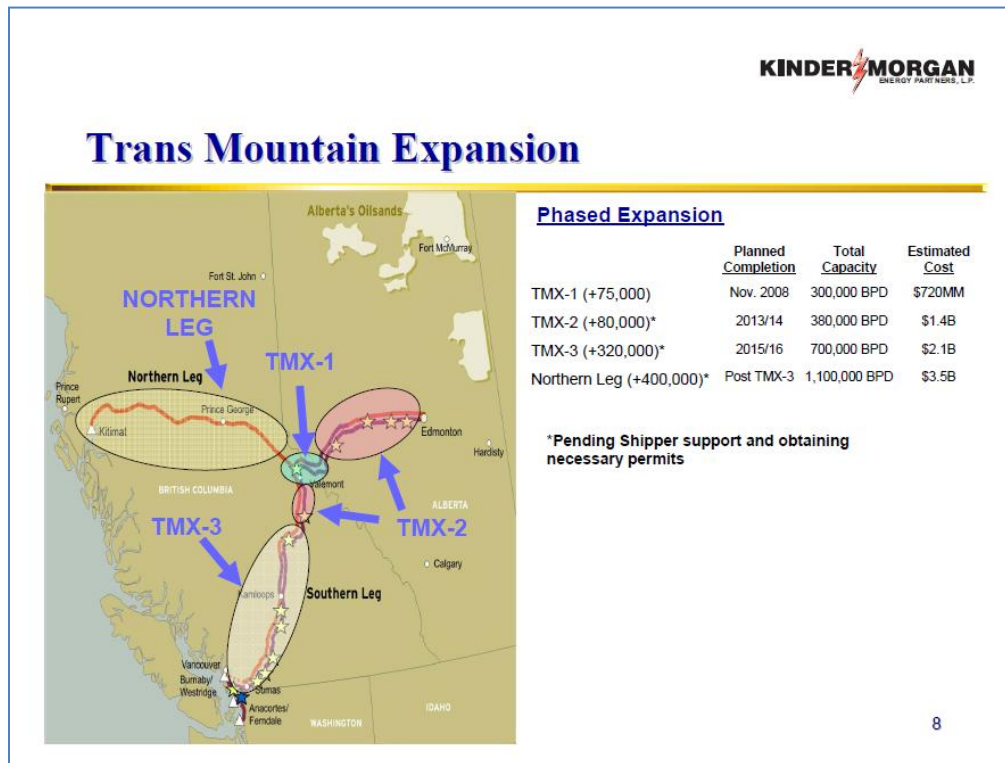 KINDER MORGAN
ENERGY PARTNERS, L.P.
Trans Mountain Expansion
Alberta's Oilsands
Fort McMurray
Fort St. John
NORTHERN
LEG
TMX-1
Northern Leg
Prince
Rupert
Prince George
Kitimat
Edmonton
Hardisty
Valemont
BRITISH COLUMBIA
ALBERTA
TMX-3
TMX-2
Calgary
Kamloops
Southern Leg
Vancouver
Burnaby/
Westridge
Sumas
Anacortes/
Ferndale
WASHINGTON
IDAHO
Phased Expansion
Planned Completion Total Capacity Estimated Cost
TMX-1 (+75,000) Nov. 2008 300,000 BPD $720MM
TMX-2 (+80,000)* 2013/14 380,000 BPD $1.4B
TMX-3 (+320,000)* 2015/16 700,000 BPD $2.1B
Northern Leg (+400,000)* Post TMX-3 1,100,000 BPD $3.5B
*Pending Shipper support and obtaining
necessary permits
8